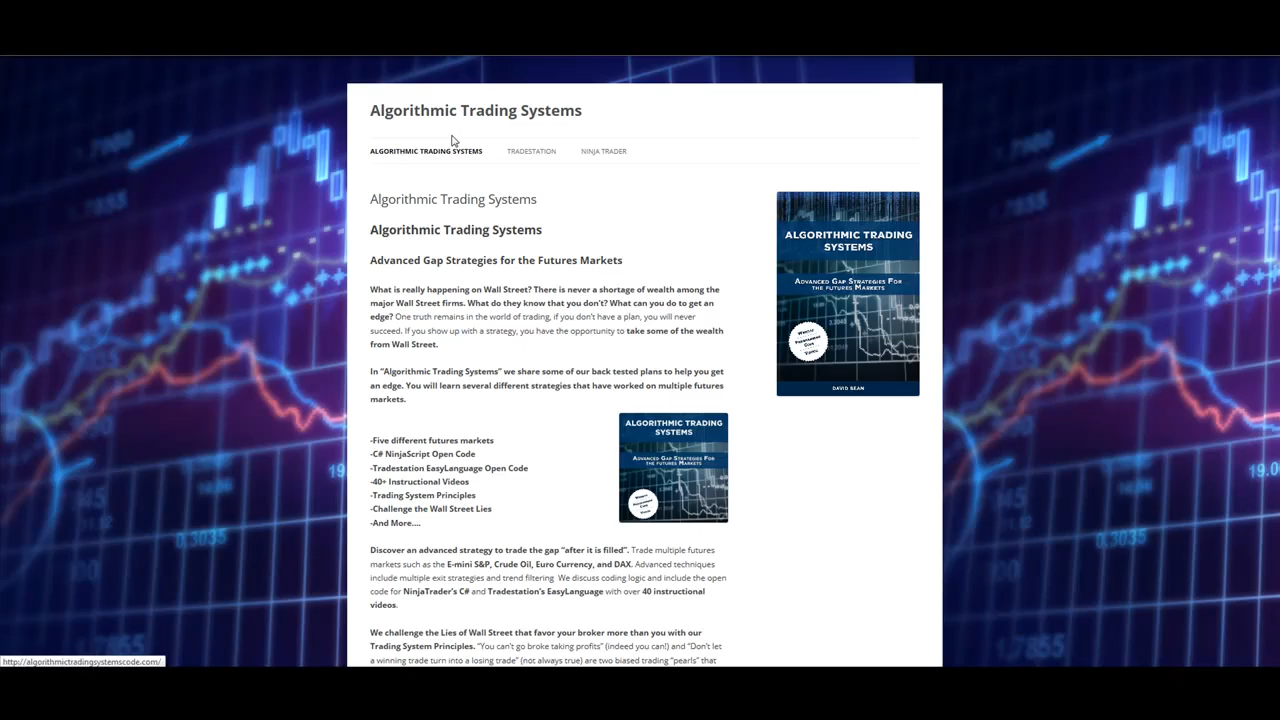 Algorithmic Trading Systems
ALGORITHMIC TRADING SYSTEMS TRADESTATION NINJA TRADER
Algorithmic Trading Systems
Algorithmic Trading Systems
Advanced Gap Strategies for the Futures Markets
What is really happening on Wall Street? There is never a shortage of wealth among the
major Wall Street firms. What do they know that you don't? What can you do to get an
edge? One truth remains in the world of trading, if you don't have a plan, you will never
succeed. If you show up with a strategy, you have the opportunity to take some of the wealth
from Wall Street.
In “Algorithmic Trading Systems” we share some of our back tested plans to help you get
an edge. You will learn several different strategies that have worked on multiple futures
markets.
-Five different futures markets
-C# NinjaScript Open Code
-Tradestation EasyLanguage Open Code
-40+ Instructional Videos
-Trading System Principles
-Challenge the Wall Street Lies
-And More....
Discover an advanced strategy to trade the gap “after it is filled”. Trade multiple futures
markets such as the E-mini S&P, Crude Oil, Euro Currency, and DAX. Advanced techniques
include multiple exit strategies and trend filtering  We discuss coding logic and include the open
code for NinjaTrader's C# and Tradestation's EasyLanguage with over 40 instructional
videos.
We challenge the Lies of Wall Street that favor your broker more than you with our
Trading System Principles. “You can't go broke taking profits” (indeed you can!) and “Don't let
a winning trade turn into a losing trade” (not always true) are two biased trading “pearls” that
ALGORITHMIC TRADING
SYSTEMS
ADVANCED GAP STRATEGIES FOR
THE FUTURES MARKETS
DAVID BEAN
ALGORITHMIC TRADING
SYSTEMS
ADVANCED GAP STRATEGIES FOR
THE FUTURES MARKETS
0.3035
0.3035
1.7855
http://algorithmictradingsystemscode.com/